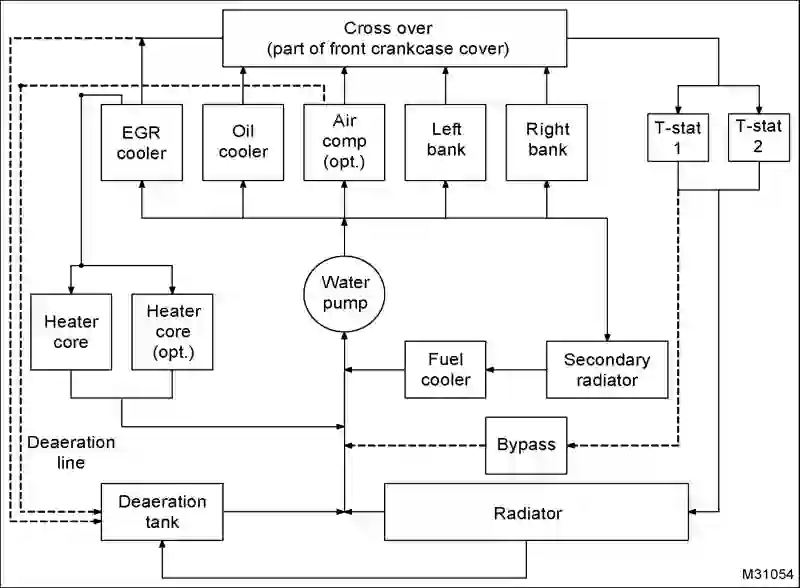 Cross over
(part of front crankcase cover)
EGR
cooler
Oil
cooler
Air
comp
(opt.)
Left
bank
Right
bank
T-stat
1
T-stat
2
Water
pump
Heater
core
Heater
core
(opt.)
Fuel
cooler
Secondary
radiator
Deaeration
line
Bypass
Deaeration
tank
Radiator
M31054